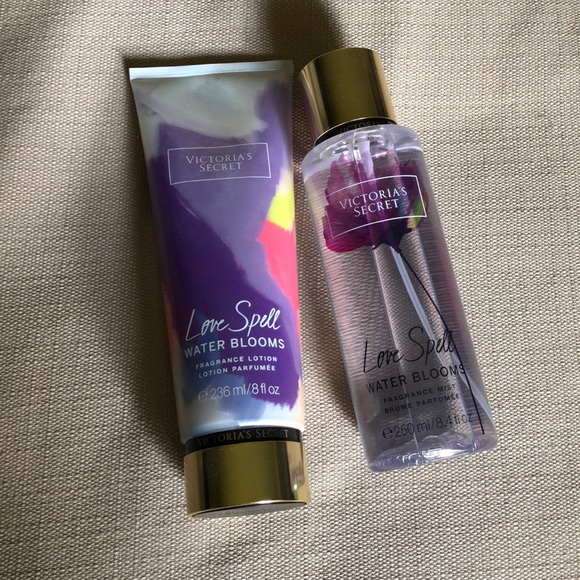 VICTORIA'S
SECRET
Love Spell
WATER BLOOMS
FRAGRANCE LOTION
LOTION PARFUMÉE
℮ 236 ml/8 fl oz
VICTORIA'S SECRET
VICTORIA'S
VICTORIA'S
SECRET
Love Spell
WATER BLOOMS
FRAGRANCE MIST
BRUME PARFUMÉE
℮ 250 ml/8.4 fl oz